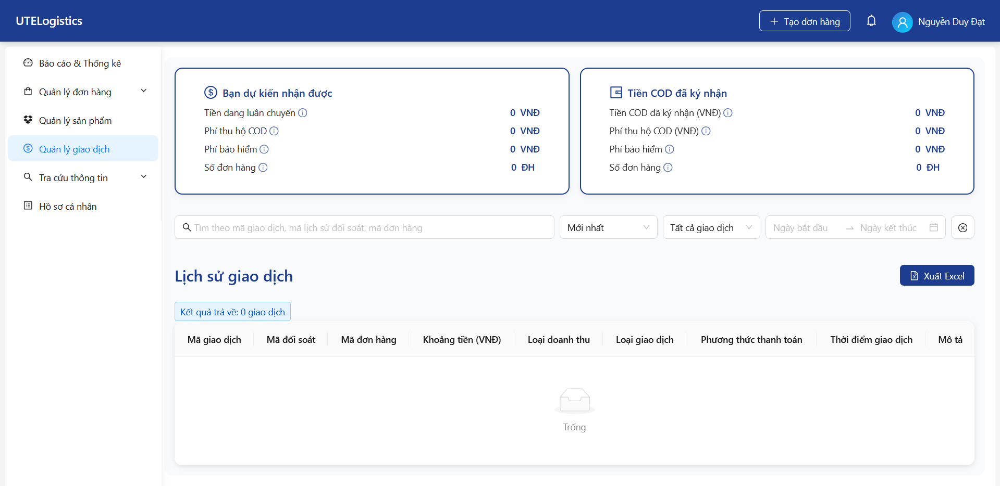 UTELogistics
Tạo đơn hàng
Nguyễn Duy Đạt
Báo cáo & Thống kê
Quản lý đơn hàng
Quản lý sản phẩm
Quản lý giao dịch
Tra cứu thông tin
Hồ sơ cá nhân
Bạn dự kiến nhận được
Tiền đang luân chuyển 0 VNĐ
Phí thu hộ COD 0 VNĐ
Phí bảo hiểm 0 VNĐ
Số đơn hàng 0 ĐH
Tiền COD đã ký nhận
Tiền COD đã ký nhận (VNĐ) 0 VNĐ
Phí thu hộ COD (VNĐ) 0 VNĐ
Phí bảo hiểm 0 VNĐ
Số đơn hàng 0 ĐH
Tìm theo mã giao dịch, mã lịch sử đối soát, mã đơn hàng
Mới nhất
Tất cả giao dịch
Ngày bắt đầu
Ngày kết thúc
Lịch sử giao dịch
Xuất Excel
Kết quả trả về: 0 giao dịch
Mã giao dịch Mã đối soát Mã đơn hàng Khoảng tiền (VNĐ) Loại doanh thu Loại giao dịch Phương thức thanh toán Thời điểm giao dịch Mô tả
Trống